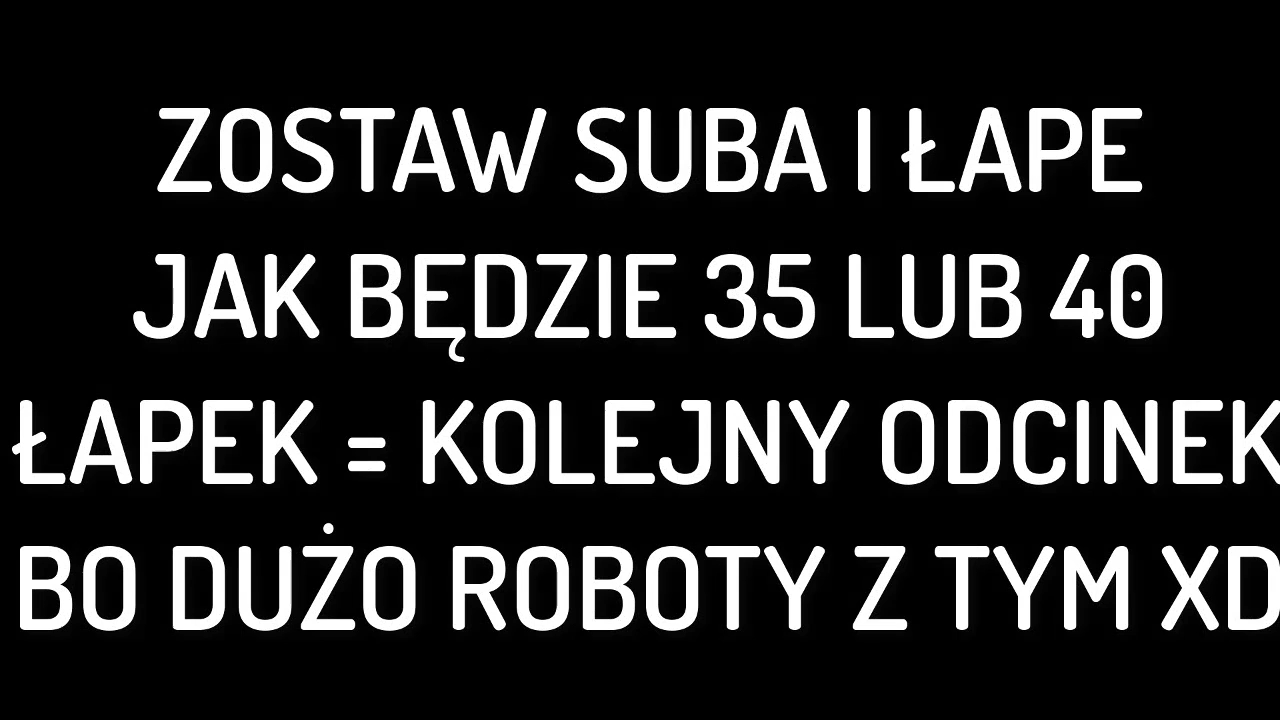 ZOSTAW SUBA I ŁAPE
JAK BĘDZIE 35 LUB 40
ŁAPEK = KOLEJNY ODCINEK
BO DUŻO ROBOTY Z TYM XD